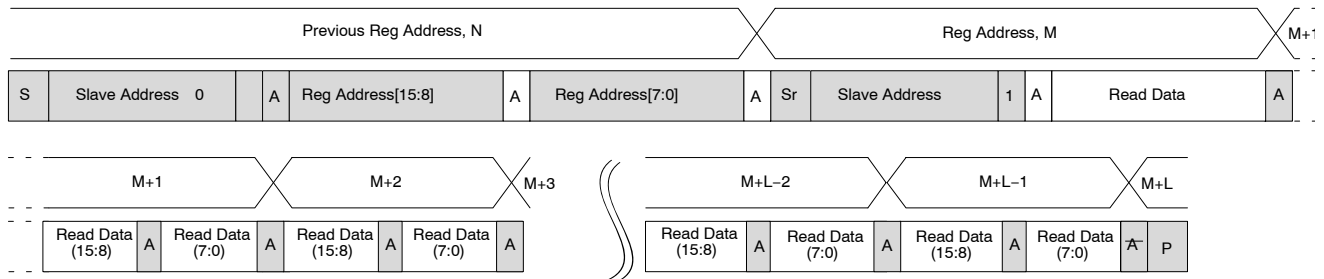 Previous Reg Address, N Reg Address, M M+1
S Slave Address 0 A Reg Address[15:8] A Reg Address[7:0] A Sr Slave Address 1 A Read Data A
M+1 M+2 M+3 M+L−2 M+L−1 M+L
Read Data Read Data Read Data Read Data Read Data Read Data Read Data Read Data
(15:8) A (7:0) A (15:8) A (7:0) A (15:8) A (7:0) A (15:8) A (7:0) A̅ P